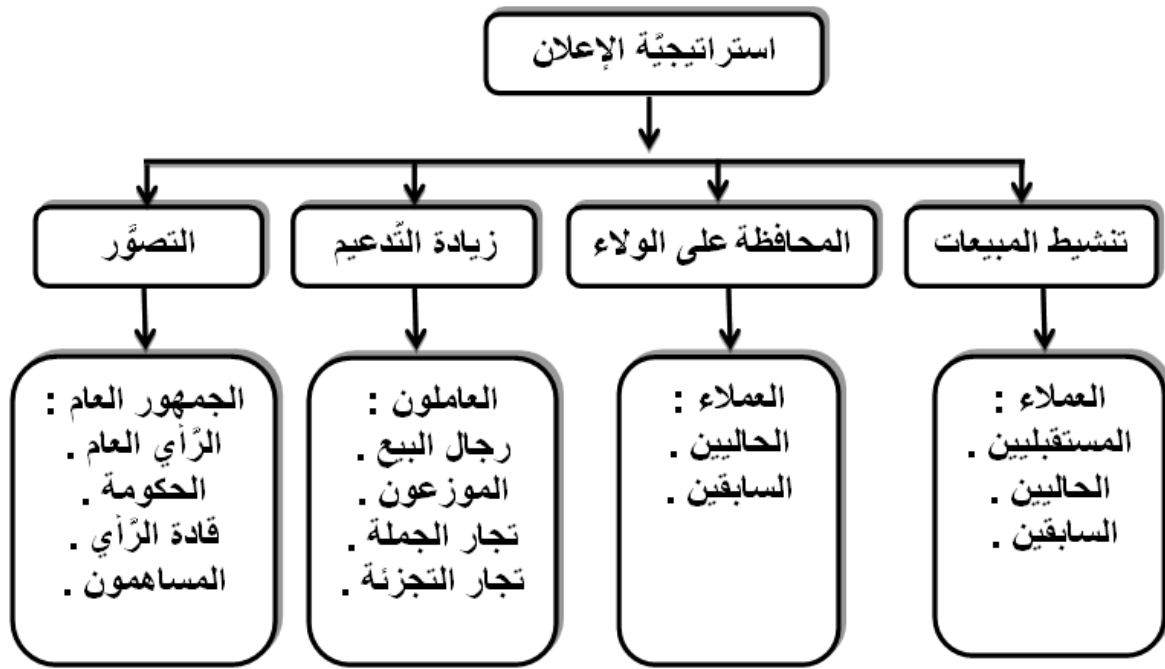 استراتيجيَّة الإعلان
تنشيط المبيعات
المحافظة على الولاء
زيادة التَّدعيم
التصوَّر
العملاء :
المستقبليين .
الحاليين .
السابقين .
العملاء :
الحاليين .
السابقين .
العاملون :
رجال البيع .
الموزعون .
تجار الجملة .
تجار التجزئة .
الجمهور العام :
الرَّأي العام .
الحكومة .
قادة الرَّأي .
المساهمون .